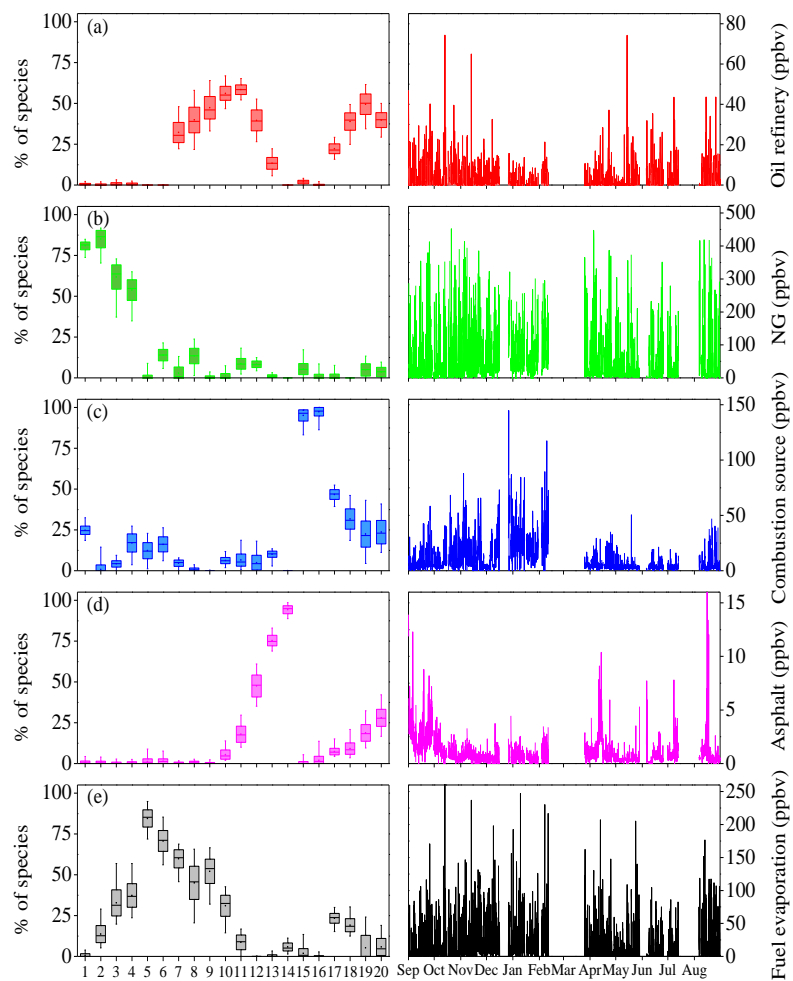 (a)
100
75
50
25
0
% of species
80
60
40
20
0
Oil refinery (ppbv)
(b)
100
75
50
25
0
% of species
500
400
300
200
100
0
NG (ppbv)
(c)
100
75
50
25
0
% of species
150
100
50
0
Combustion source (ppbv)
(d)
100
75
50
25
0
% of species
15
10
5
0
Asphalt (ppbv)
(e)
100
75
50
25
0
% of species
250
200
150
100
50
0
Fuel evaporation (ppbv)
1 2 3 4 5 6 7 8 9 10 11 12 13 14 15 16 17 18 19 20
Sep Oct Nov Dec Jan Feb Mar Apr May Jun Jul Aug